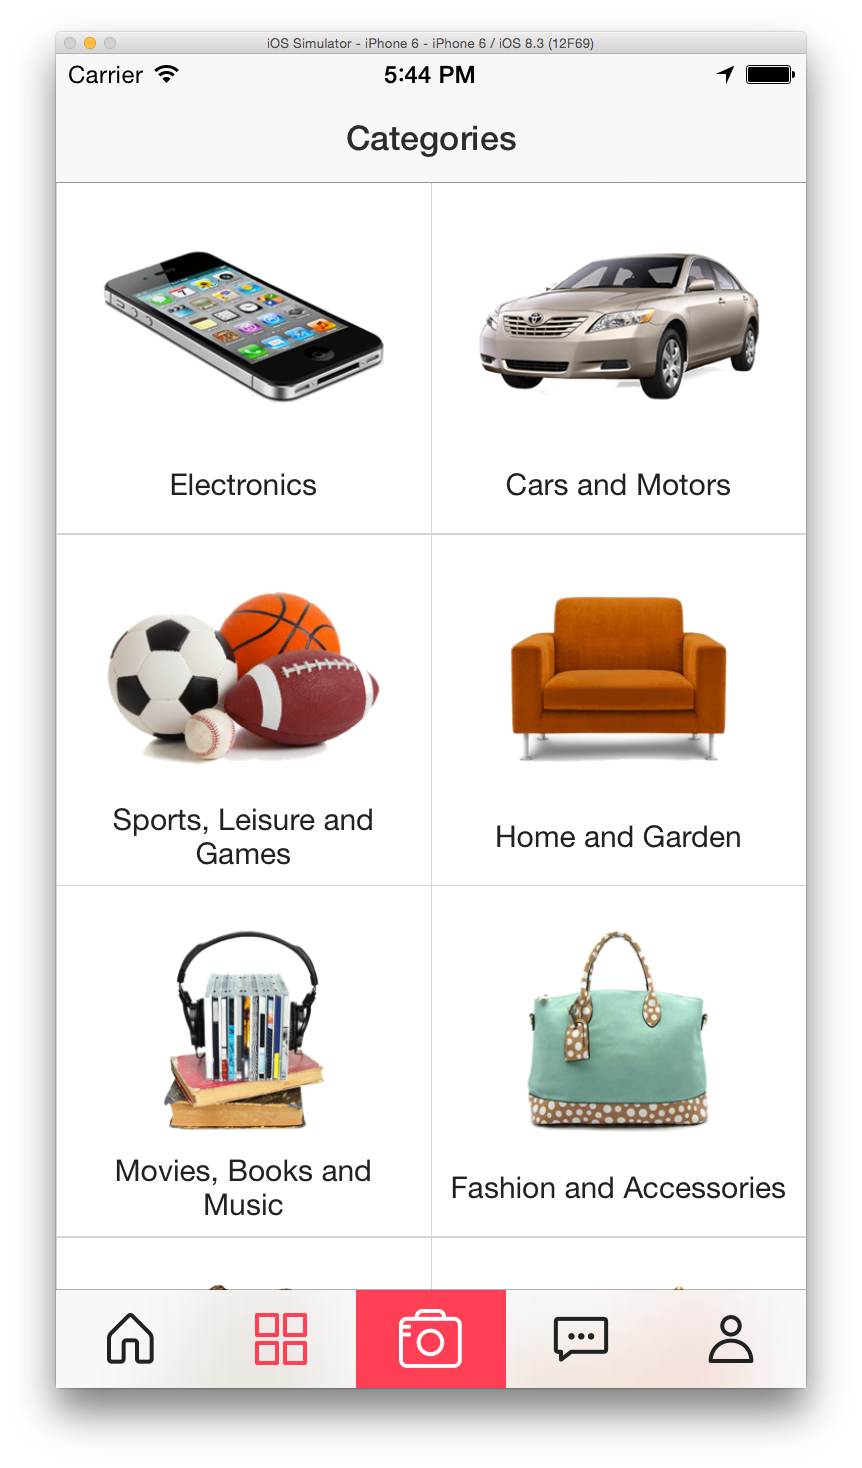 iOS Simulator - iPhone 6 - iPhone 6 / iOS 8.3 (12F69)
Carrier 5:44 PM
Categories
Electronics
Cars and Motors
Sports, Leisure and
Games
Home and Garden
Movies, Books and
Music
Fashion and Accessories